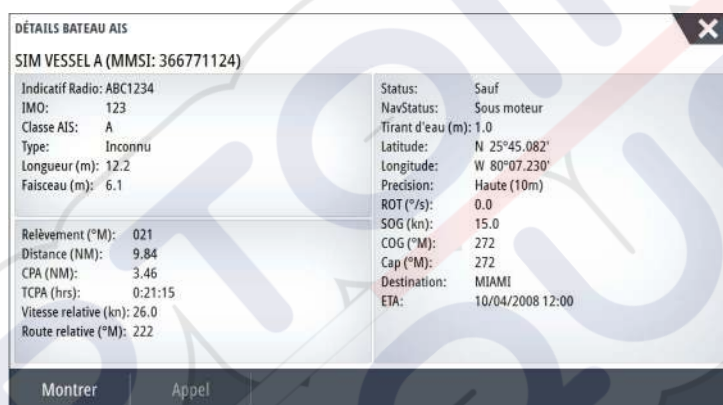 DÉTAILS BATEAU AIS
SIM VESSEL A (MMSI: 366771124)
Indicatif Radio: ABC1234
IMO: 123
Classe AIS: A
Type: Inconnu
Longueur (m): 12.2
Faisceau (m): 6.1
Relèvement (°M): 021
Distance (NM): 9.84
CPA (NM): 3.46
TCPA (hrs): 0:21:15
Vitesse relative (kn): 26.0
Route relative (°M): 222
Status: Sauf
NavStatus: Sous moteur
Tirant d'eau (m): 1.0
Latitude: N 25°45.082'
Longitude: W 80°07.230'
Precision: Haute (10m)
ROT (°/s): 0.0
SOG (kn): 15.0
COG (°M): 272
Cap (°M): 272
Destination: MIAMI
ETA: 10/04/2008 12:00
Montrer Appel